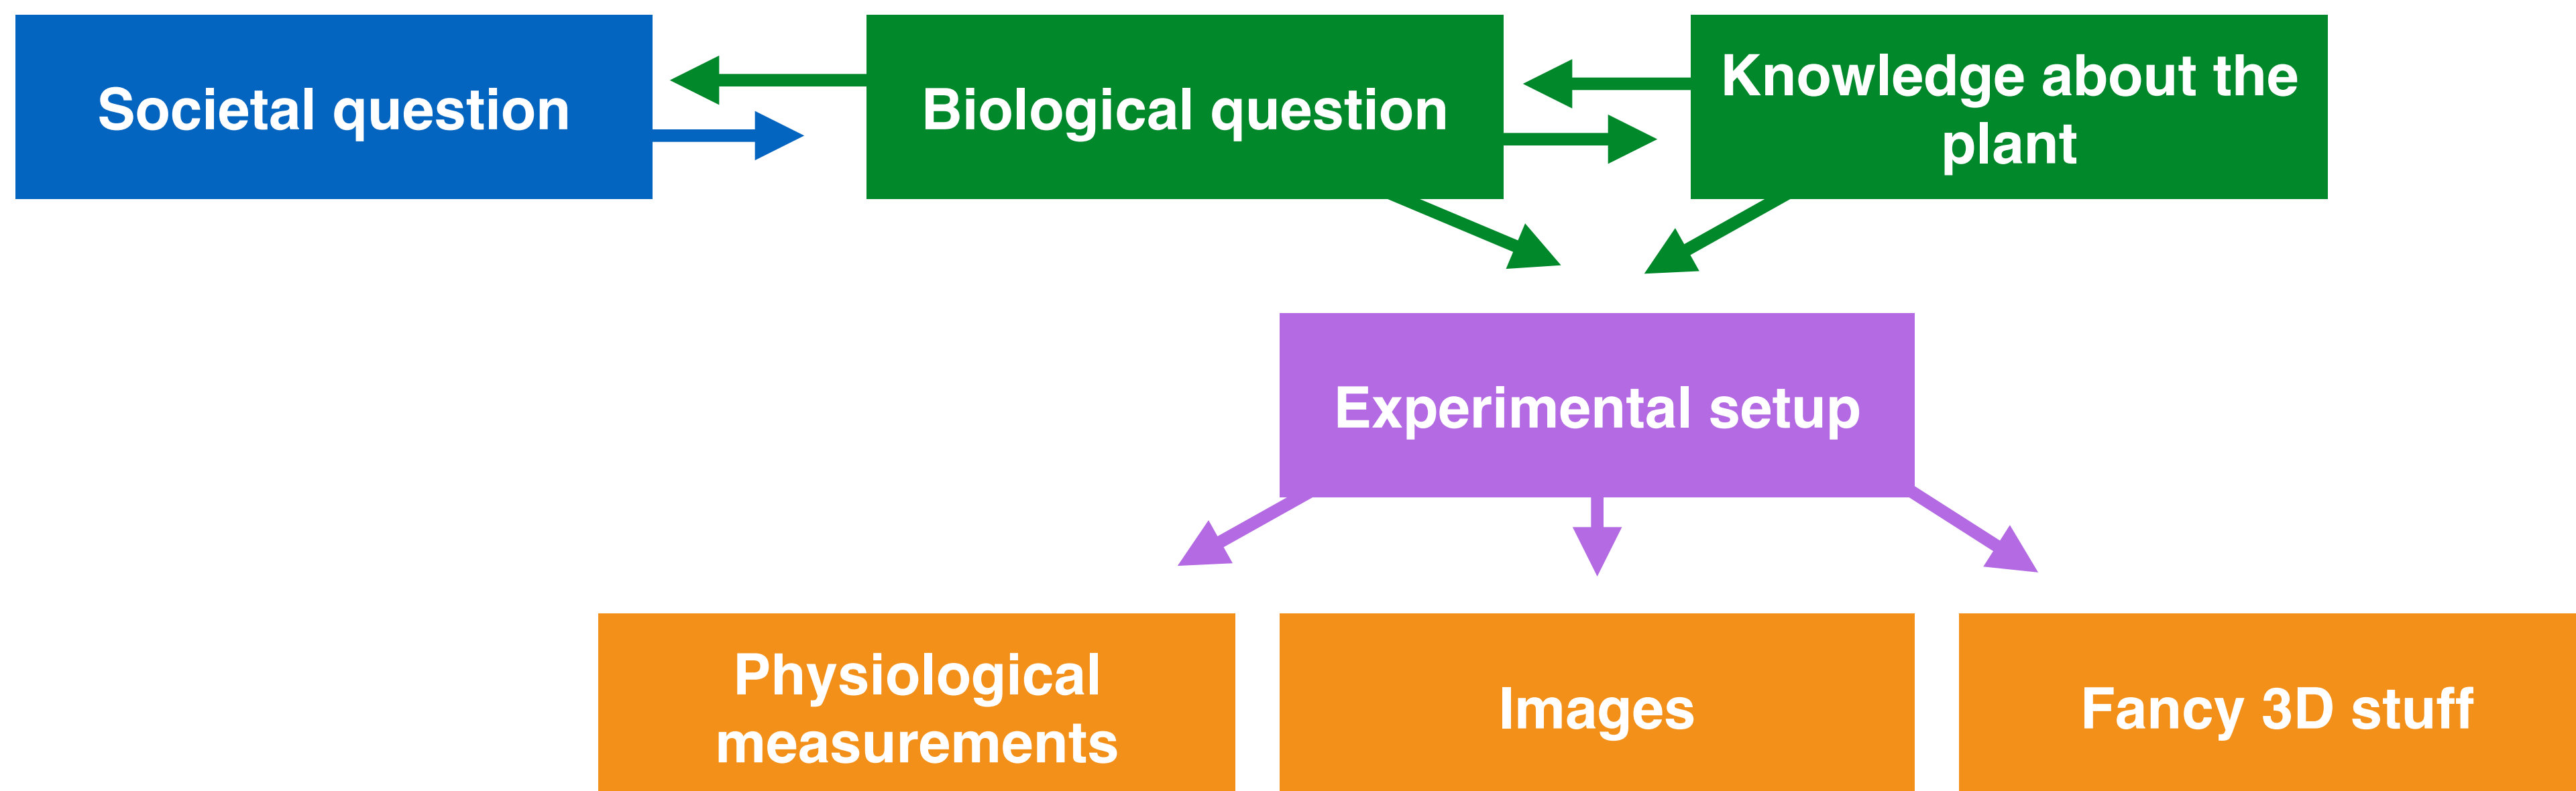 Societal question
Biological question
Knowledge about the
plant
Experimental setup
Physiological
measurements
Images
Fancy 3D stuff